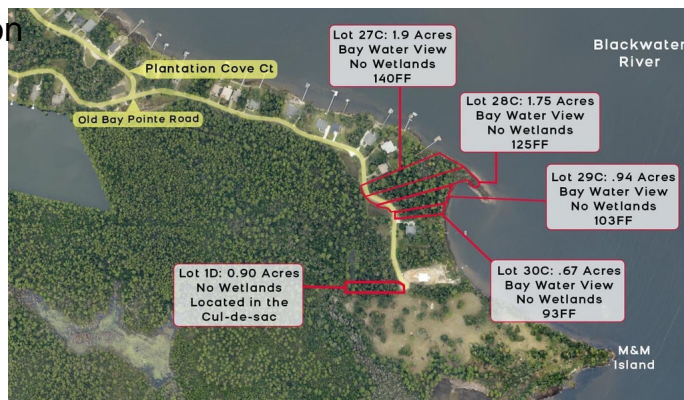 on
Lot 27C: 1.9 Acres
Bay Water View
No Wetlands
140FF
Blackwater
River
Plantation Cove Ct
Old Bay Pointe Road
Lot 28C: 1.75 Acres
Bay Water View
No Wetlands
125FF
Lot 29C: .94 Acres
Bay Water View
No Wetlands
103FF
Lot 30C: .67 Acres
Bay Water View
No Wetlands
93FF
Lot 1D: 0.90 Acres
No Wetlands
Located in the
Cul-de-sac
M&M
Island